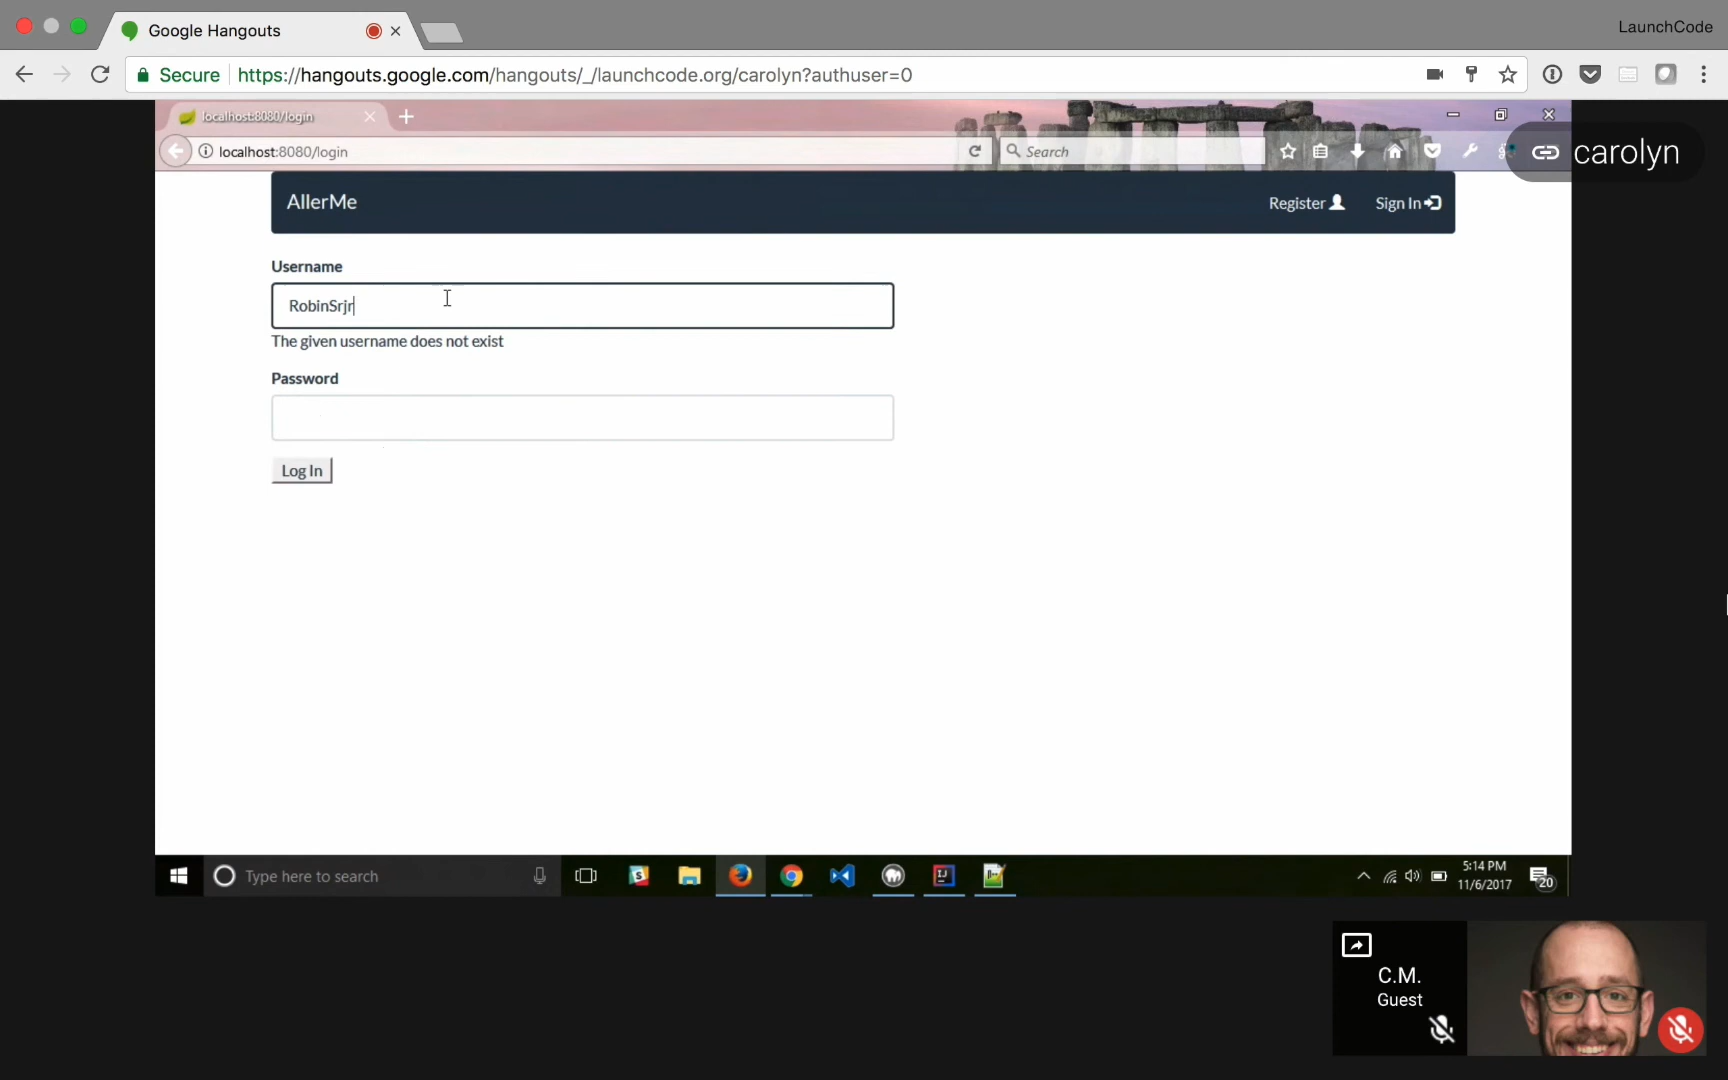 Google Hangouts
LaunchCode
Secure
https://hangouts.google.com/hangouts/_/launchcode.org/carolyn?authuser=0
localhost:8080/login
localhost:8080/login
Search
carolyn
AllerMe
Register
Sign In
Username
RobinSrjr
The given username does not exist
Password
Log In
Type here to search
5:14 PM
11/6/2017
20
C.M.
Guest